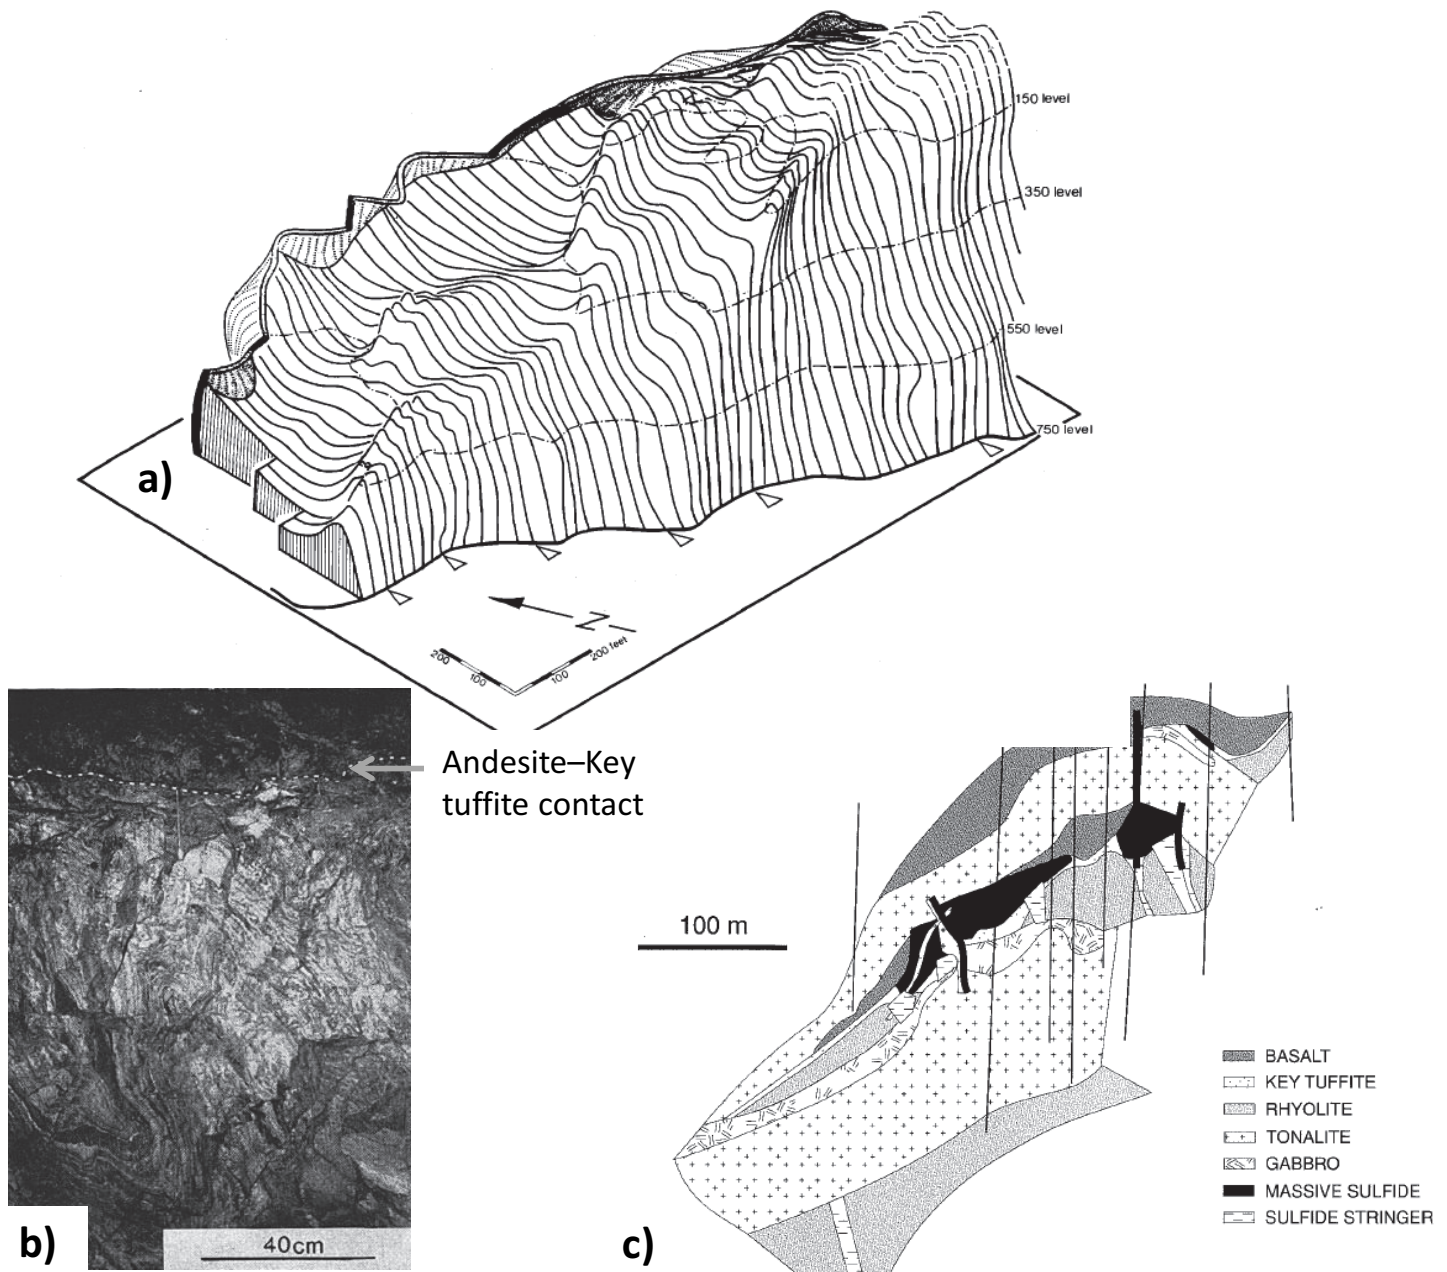 150 level
350 level
550 level
750 level
a)
N
200
100
100
200 feet
Andesite–Key
tuffite contact
b)
40cm
100 m
c)
BASALT
KEY TUFFITE
RHYOLITE
TONALITE
GABBRO
MASSIVE SULFIDE
SULFIDE STRINGER